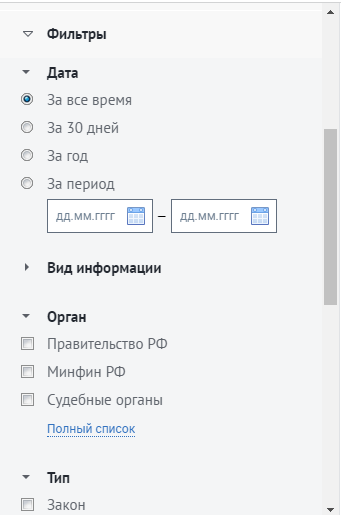 Фильтры
Дата
За все время
За 30 дней
За год
За период
дд.мм.гггг – дд.мм.гггг
Вид информации
Орган
Правительство РФ
Минфин РФ
Судебные органы
Полный список
Тип
Закон